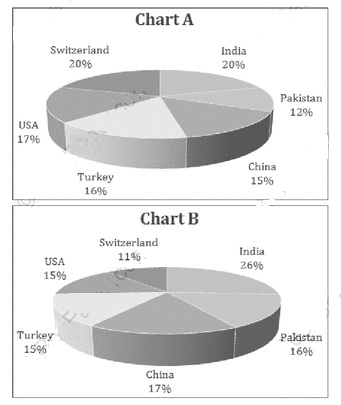 Chart A
Switzerland
20%
India
20%
Pakistan
12%
USA
17%
China
15%
Turkey
16%
Chart B
Switzerland
11%
USA
15%
India
26%
Turkey
15%
Pakistan
16%
China
17%